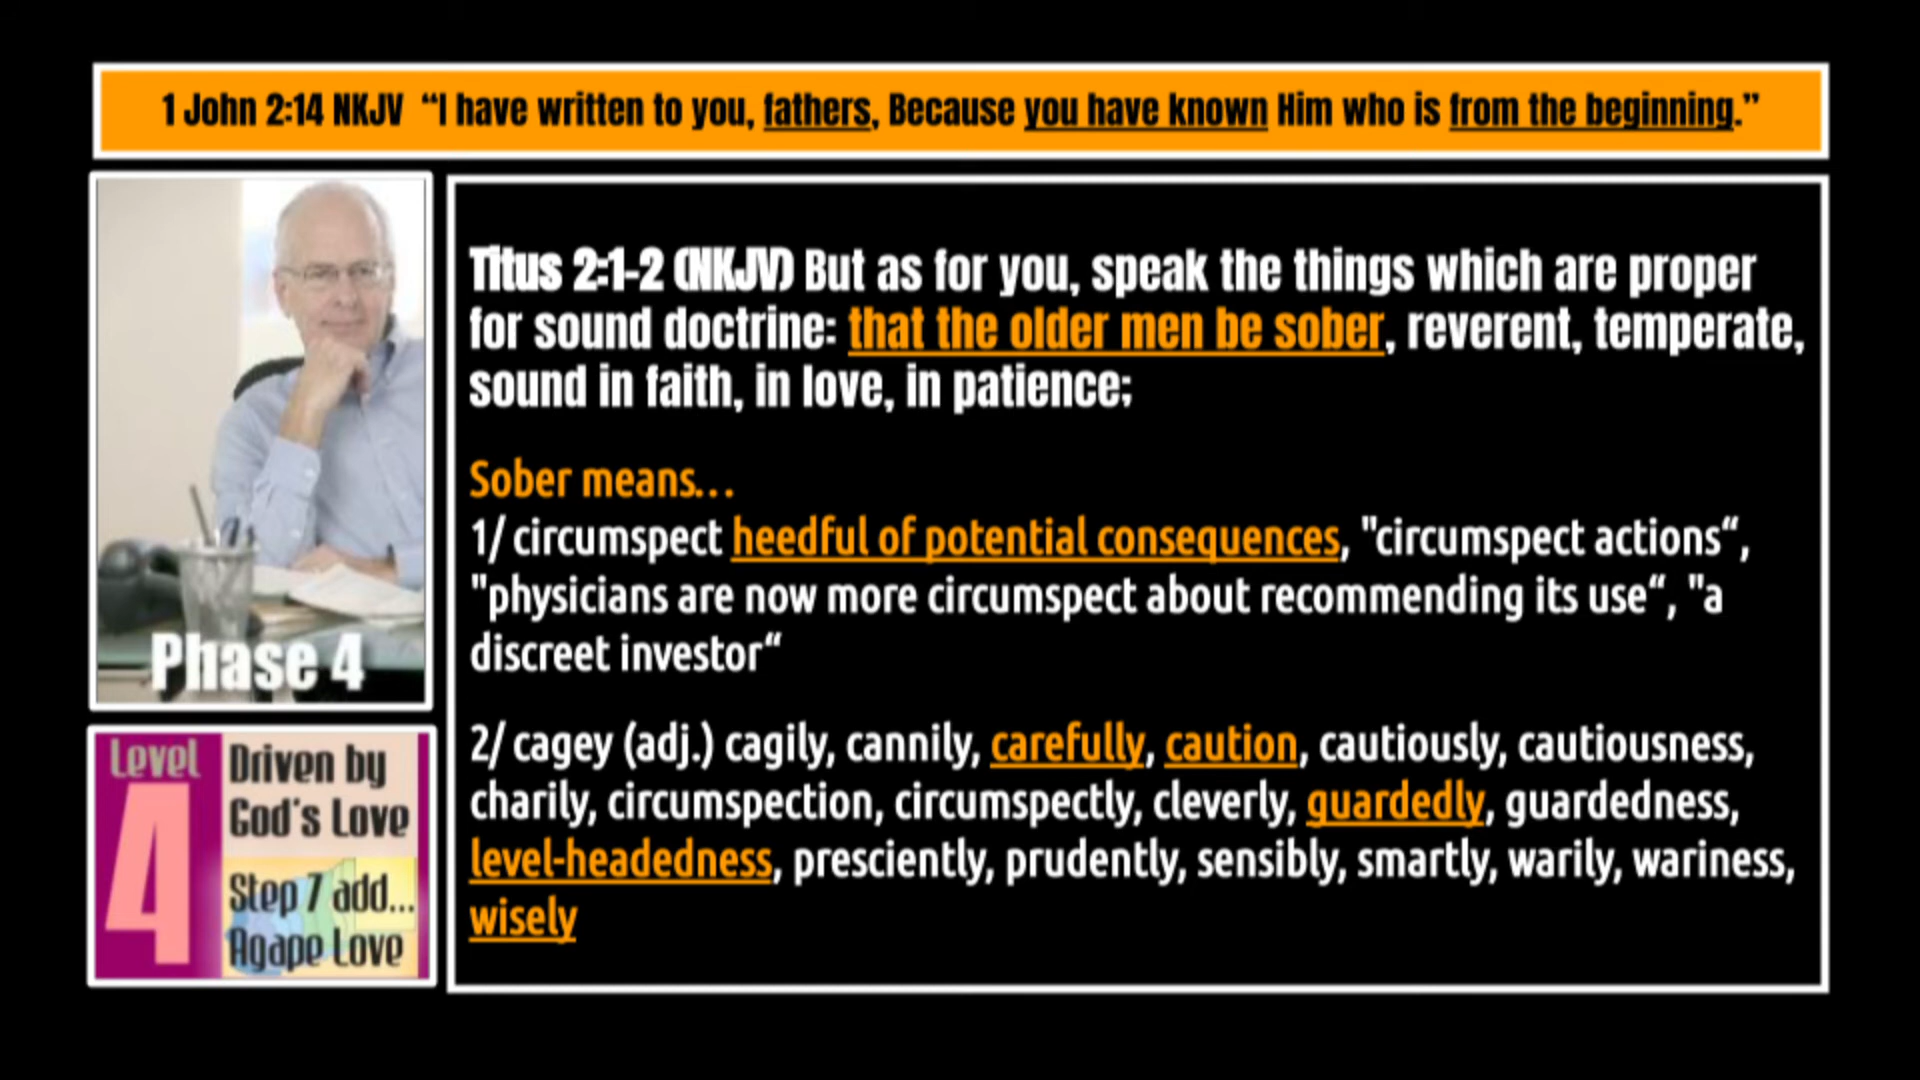 1 John 2:14 NKJV “I have written to you, fathers, Because you have known Him who is from the beginning.”
Phase 4
Level
4
Driven by
God's Love
Step 7 add...
Agape Love
Titus 2:1-2 (NKJV) But as for you, speak the things which are proper
for sound doctrine: that the older men be sober, reverent, temperate,
sound in faith, in love, in patience;
Sober means…
1/ circumspect heedful of potential consequences, "circumspect actions“,
"physicians are now more circumspect about recommending its use“, "a
discreet investor“
2/ cagey (adj.) cagily, cannily, carefully, caution, cautiously, cautiousness,
charily, circumspection, circumspectly, cleverly, guardedly, guardedness,
level-headedness, presciently, prudently, sensibly, smartly, warily, wariness,
wisely